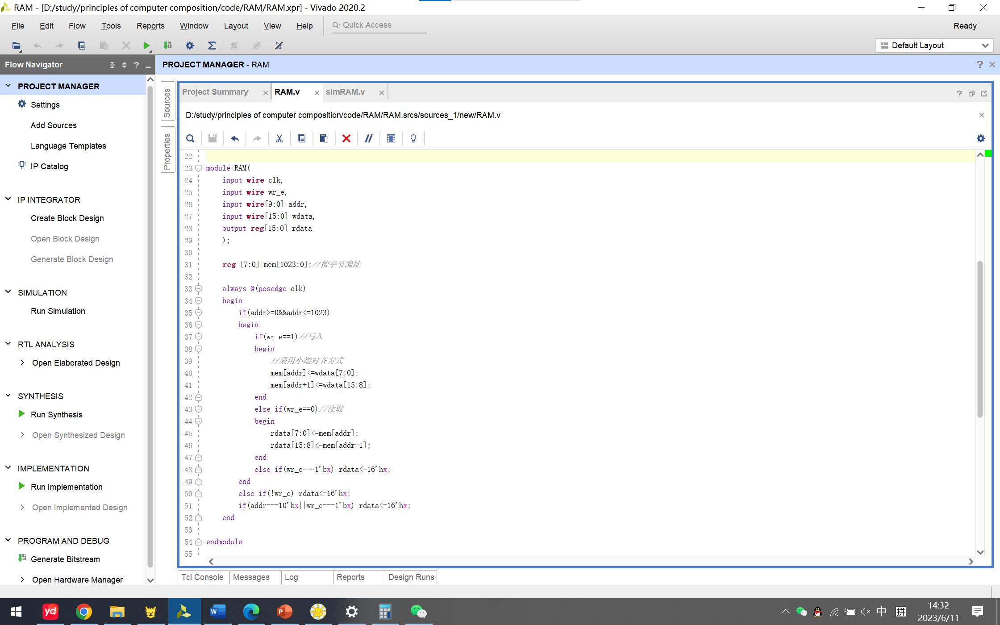 RAM - [D:/study/principles of computer composition/code/RAM/RAM.xpr] - Vivado 2020.2
File Edit Flow Tools Reports Window Layout View Help Quick Access Ready
Default Layout
Flow Navigator
PROJECT MANAGER - RAM
PROJECT MANAGER
Settings
Add Sources
Language Templates
IP Catalog
IP INTEGRATOR
Create Block Design
Open Block Design
Generate Block Design
SIMULATION
Run Simulation
RTL ANALYSIS
Open Elaborated Design
SYNTHESIS
Run Synthesis
Open Synthesized Design
IMPLEMENTATION
Run Implementation
Open Implemented Design
PROGRAM AND DEBUG
Generate Bitstream
Open Hardware Manager
Sources
Properties
Project Summary RAM.v simRAM.v
D:/study/principles of computer composition/code/RAM/RAM.srcs/sources_1/new/RAM.v
22
23 module RAM(
24 input wire clk,
25 input wire wr_e,
26 input wire[9:0] addr,
27 input wire[15:0] wdata,
28 output reg[15:0] rdata
29 );
30
31 reg [7:0] mem[1023:0];//按字节编址
32
33 always @(posedge clk)
34 begin
35 if(addr>=0&&addr<=1023)
36 begin
37 if(wr_e==1)//写入
38 begin
39 //采用小端对齐方式
40 mem[addr]<=wdata[7:0];
41 mem[addr+1]<=wdata[15:8];
42 end
43 else if(wr_e==0)//读取
44 begin
45 rdata[7:0]<=mem[addr];
46 rdata[15:8]<=mem[addr+1];
47 end
48 else if(wr_e===1'bx) rdata<=16'hx;
49 end
50 else if(!wr_e) rdata<=16'hx;
51 if(addr===10'bx||wr_e===1'bx) rdata<=16'hx;
52 end
53
54 endmodule
55
Tcl Console Messages Log Reports Design Runs
yd
中 拼
14:32
2023/6/11